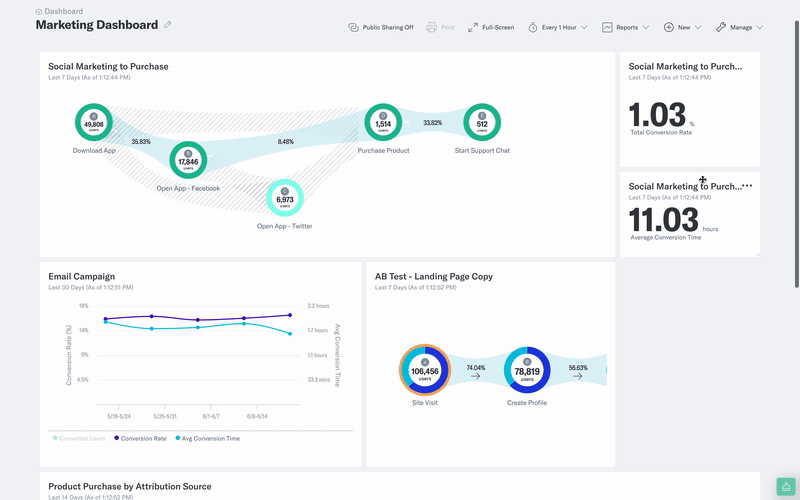 Dashboard
Marketing Dashboard
Public Sharing Off
Print
Full-Screen
Every 1 Hour
Reports
New
Manage
Social Marketing to Purchase
Last 7 Days (As of 1:12:44 PM)
A
49,808
users
Download App
35.83%
B
17,846
users
Open App - Facebook
8.48%
C
6,973
users
Open App - Twitter
D
1,514
users
Purchase Product
33.82%
E
512
users
Start Support Chat
Social Marketing to Purch...
Last 7 Days (As of 1:12:44 PM)
1.03 %
Total Conversion Rate
Social Marketing to Purch...
Last 7 Days (As of 1:12:44 PM)
11.03 hours
Average Conversion Time
Email Campaign
Last 30 Days (As of 1:12:51 PM)
Conversion Rate (%)
18%
14%
9%
4.5%
2.2 hours
1.7 hours
1.1 hours
33.3 mins
Avg Conversion Time
5/18-5/24
5/25-5/31
6/1-6/7
6/8-6/14
Converted Users
Conversion Rate
Avg Conversion Time
AB Test - Landing Page Copy
Last 7 Days (As of 1:12:52 PM)
A
106,456
users
Site Visit
74.04%
B
78,819
users
Create Profile
56.63%
Product Purchase by Attribution Source
Last 14 Days (As of 1:12:52 PM)